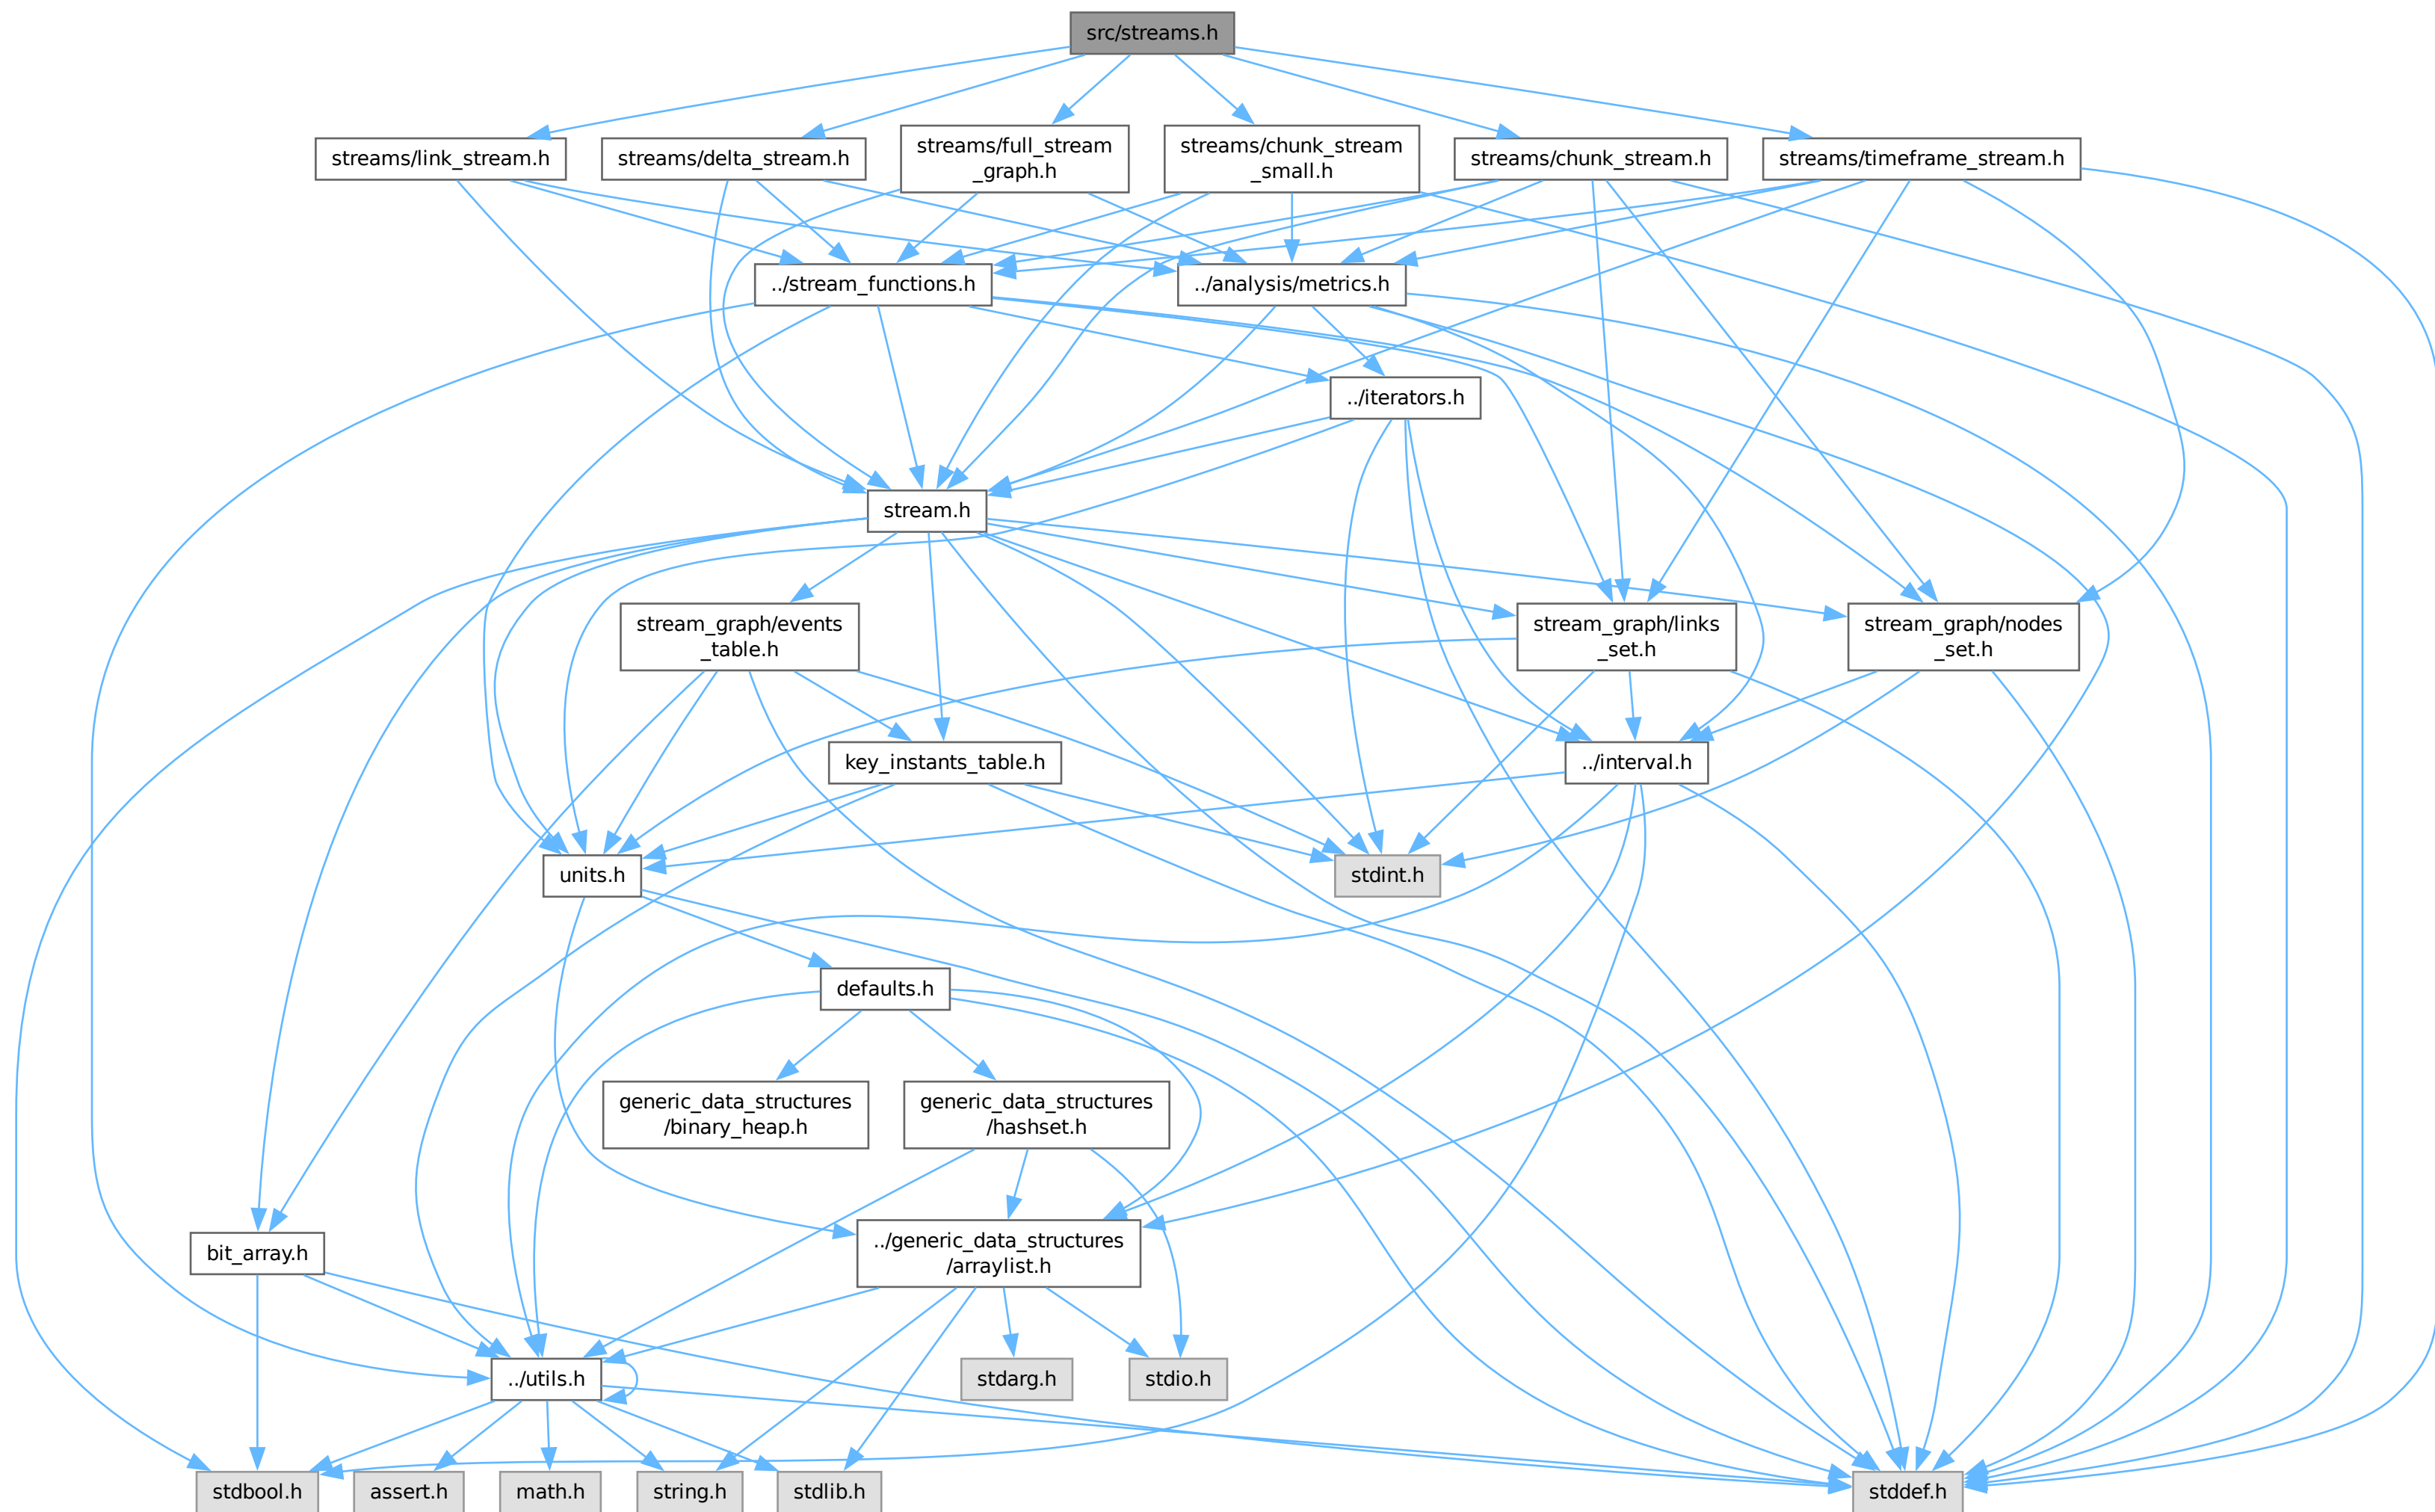 src/streams.h
streams/link_stream.h
streams/delta_stream.h
streams/full_stream
_graph.h
streams/chunk_stream
_small.h
streams/chunk_stream.h
streams/timeframe_stream.h
../stream_functions.h
../analysis/metrics.h
../iterators.h
stream.h
stream_graph/events
_table.h
stream_graph/links
_set.h
stream_graph/nodes
_set.h
key_instants_table.h
../interval.h
units.h
stdint.h
defaults.h
generic_data_structures
/binary_heap.h
generic_data_structures
/hashset.h
bit_array.h
../generic_data_structures
/arraylist.h
../utils.h
stdarg.h
stdio.h
stdbool.h
assert.h
math.h
string.h
stdlib.h
stddef.h